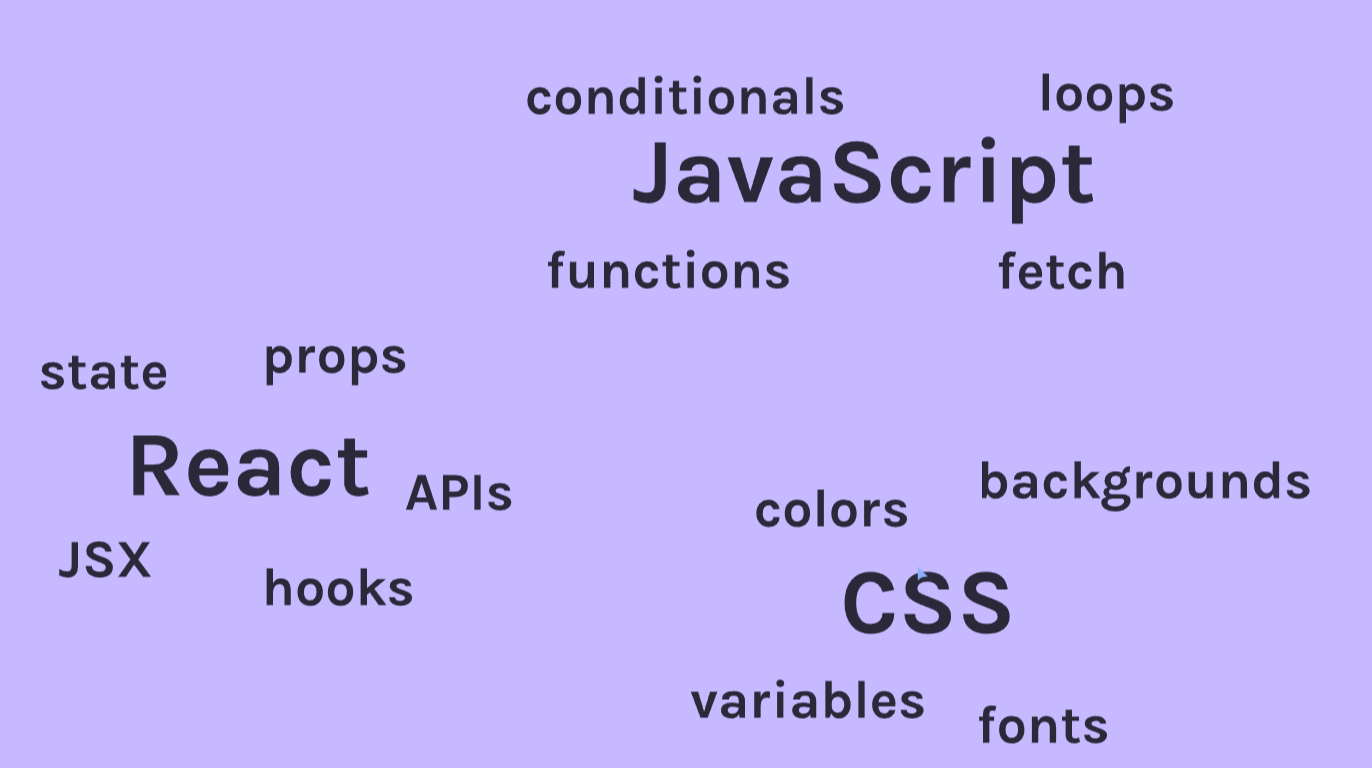 conditionals
loops
JavaScript
functions
fetch
state
props
React
APIs
JSX
hooks
colors
backgrounds
CSS
variables
fonts